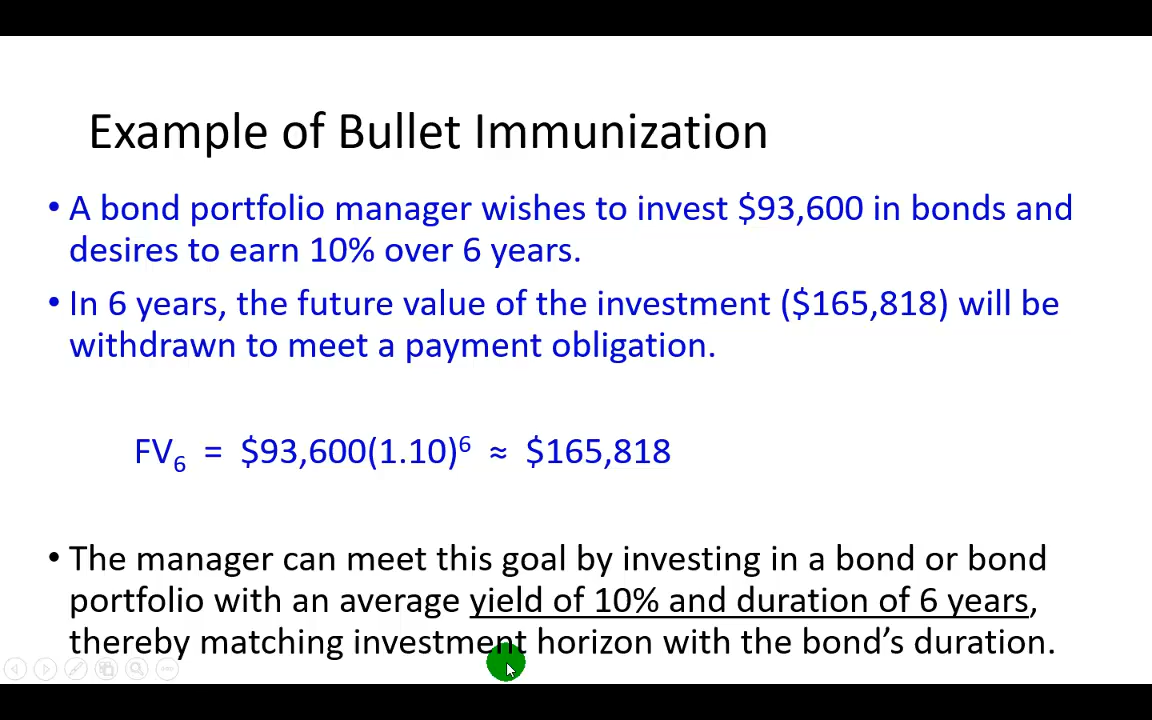 Example of Bullet Immunization
• A bond portfolio manager wishes to invest $93,600 in bonds and
desires to earn 10% over 6 years.
• In 6 years, the future value of the investment ($165,818) will be
withdrawn to meet a payment obligation.
FV₆ = $93,600(1.10)⁶ ≈ $165,818
• The manager can meet this goal by investing in a bond or bond
portfolio with an average yield of 10% and duration of 6 years,
thereby matching investment horizon with the bond’s duration.